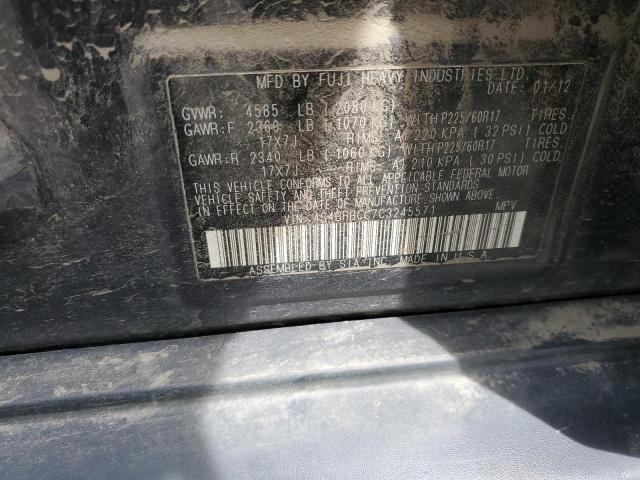 MFD BY FUJI HEAVY INDUSTRIES LTD.
DATE: 01/12
GVWR: 4585 LB (2080 KG)
GAWR:F 2360 LB (1070 KG) WITH P225/60R17 TIRES.
17X7J RIMS. AT 220 KPA (32 PSI) COLD
GAWR:R 2340 LB (1060 KG) WITH P225/60R17 TIRES.
17X7J RIMS. AT 210 KPA (30 PSI) COLD
THIS VEHICLE CONFORMS TO ALL APPLICABLE FEDERAL MOTOR
VEHICLE SAFETY STANDARDS IN EFFECT ON THE DATE OF
MANUFACTURE SHOWN ABOVE.
7C3245571 MPV
ASSEMBLED BY SIA INC. MADE IN U.S.A.